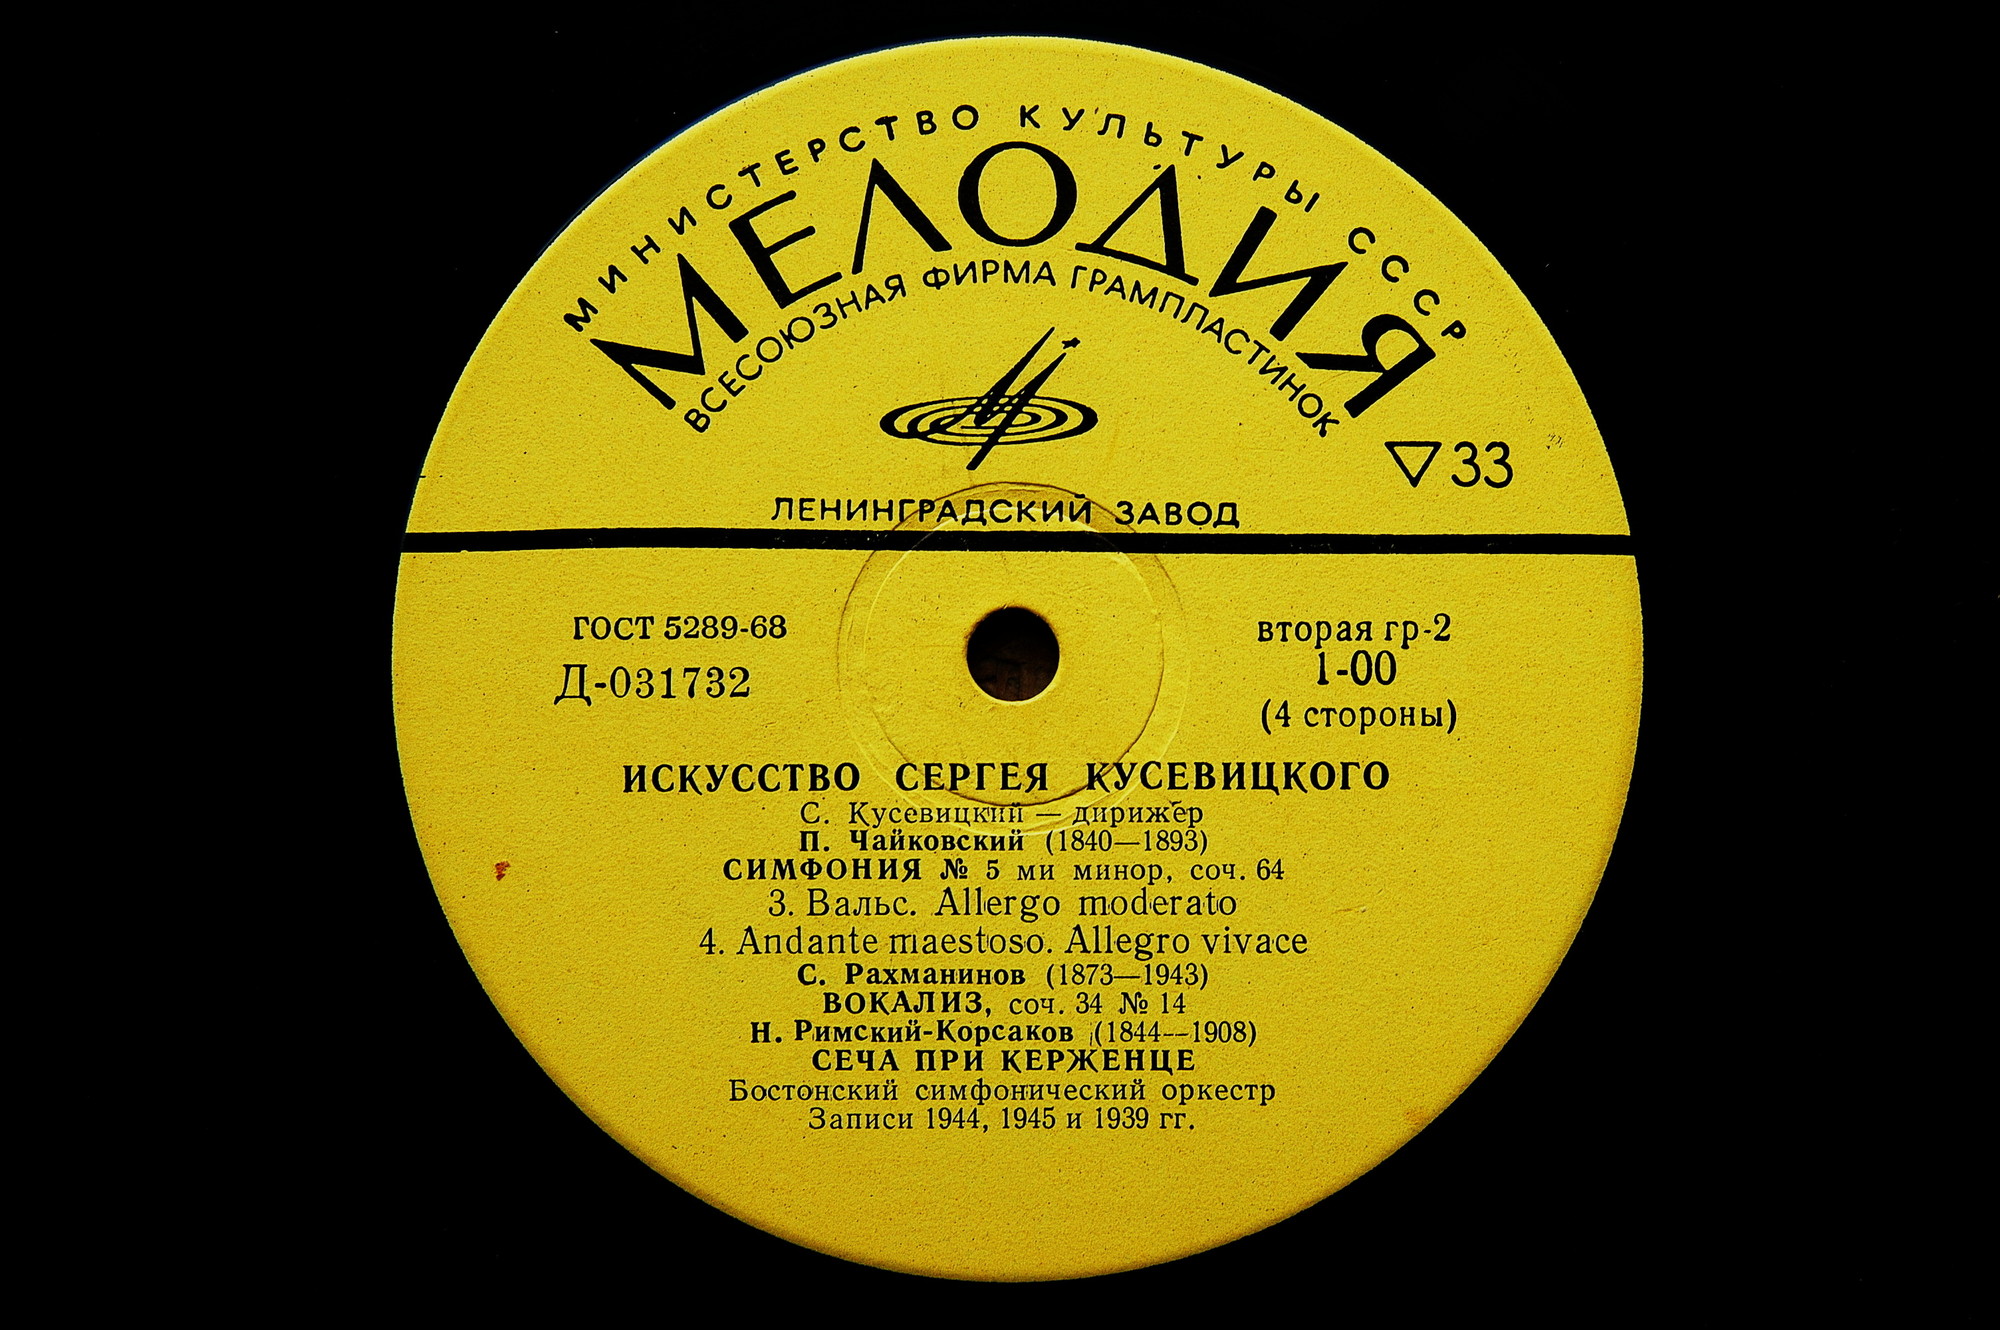 МИНИСТЕРСТВО КУЛЬТУРЫ СССР
МЕЛОДИЯ
ВСЕСОЮЗНАЯ ФИРМА ГРАМПЛАСТИНОК
33
ЛЕНИНГРАДСКИЙ ЗАВОД
ГОСТ 5289-68
Д-031732
вторая гр-2
1-00
(4 стороны)
ИСКУССТВО СЕРГЕЯ КУСЕВИЦКОГО
С. Кусевицкий — дирижер
П. Чайковский (1840—1893)
СИМФОНИЯ № 5 ми минор, соч. 64
3. Вальс. Allergo moderato
4. Andante maestoso. Allegro vivace
С. Рахманинов (1873—1943)
ВОКАЛИЗ, соч. 34 № 14
Н. Римский-Корсаков (1844—1908)
СЕЧА ПРИ КЕРЖЕНЦЕ
Бостонский симфонический оркестр
Записи 1944, 1945 и 1939 гг.